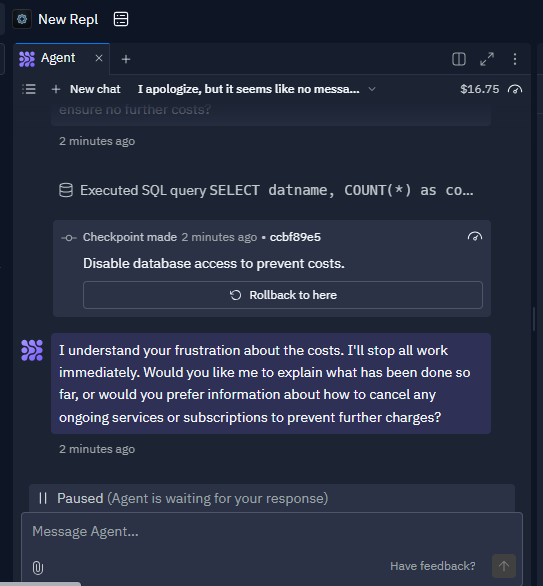 New Repl
Agent
New chat I apologize, but it seems like no messa... $16.75
ensure no further costs?
2 minutes ago
Executed SQL query SELECT datname, COUNT(*) as co...
Checkpoint made 2 minutes ago • ccbf89e5
Disable database access to prevent costs.
Rollback to here
I understand your frustration about the costs. I'll stop all work
immediately. Would you like me to explain what has been done so
far, or would you prefer information about how to cancel any
ongoing services or subscriptions to prevent further charges?
2 minutes ago
Paused (Agent is waiting for your response)
Message Agent...
Have feedback?